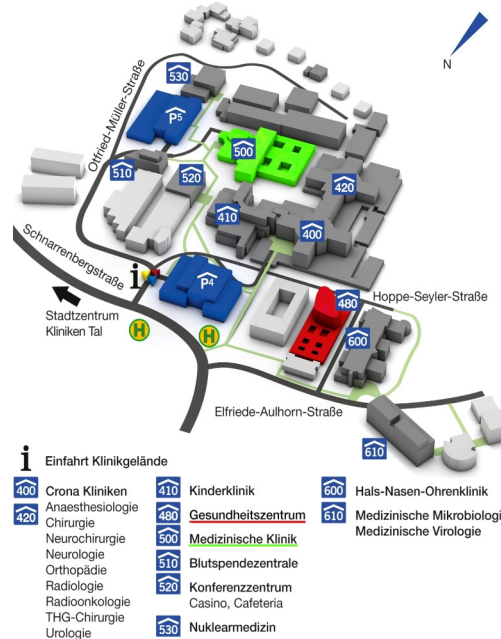 N
530
P5
Otfried-Müller-Straße
500
510
520
420
410
400
Schnarrenbergstraße
i
P4
480
Hoppe-Seyler-Straße
Stadtzentrum
Kliniken Tal
H
H
600
Elfriede-Aulhorn-Straße
610
i Einfahrt Klinikgelände
400 Crona Kliniken
420 Anaesthesiologie
Chirurgie
Neurochirurgie
Neurologie
Orthopädie
Radiologie
Radioonkologie
THG-Chirurgie
Urologie
410 Kinderklinik
480 Gesundheitszentrum
500 Medizinische Klinik
510 Blutspendezentrale
520 Konferenzzentrum
Casino, Cafeteria
530 Nuklearmedizin
600 Hals-Nasen-Ohrenklinik
610 Medizinische Mikrobiologi
Medizinische Virologie